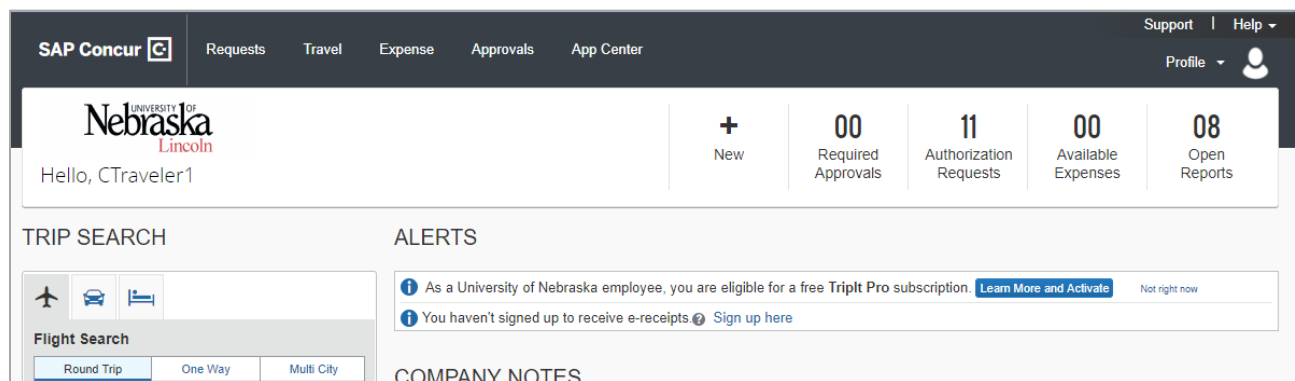 Support | Help
SAP Concur C Requests Travel Expense Approvals App Center
Profile
UNIVERSITY OF
Nebraska
Lincoln
Hello, CTraveler1
+
New
00
Required
Approvals
11
Authorization
Requests
00
Available
Expenses
08
Open
Reports
TRIP SEARCH
ALERTS
As a University of Nebraska employee, you are eligible for a free TripIt Pro subscription. Learn More and Activate Not right now
You haven't signed up to receive e-receipts. Sign up here
Flight Search
Round Trip One Way Multi City
COMPANY NOTES